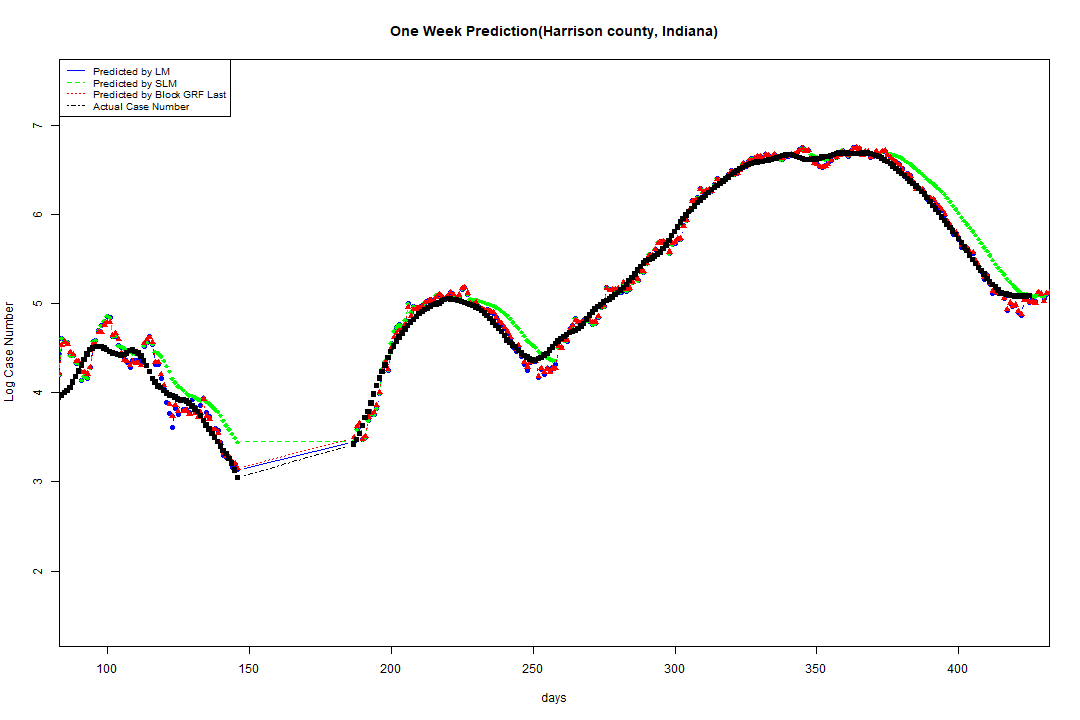 One Week Prediction(Harrison county, Indiana)
Predicted by LM
Predicted by SLM
Predicted by Block GRF Last
Actual Case Number
7
6
5
4
3
2
Log Case Number
100 150 200 250 300 350 400
days